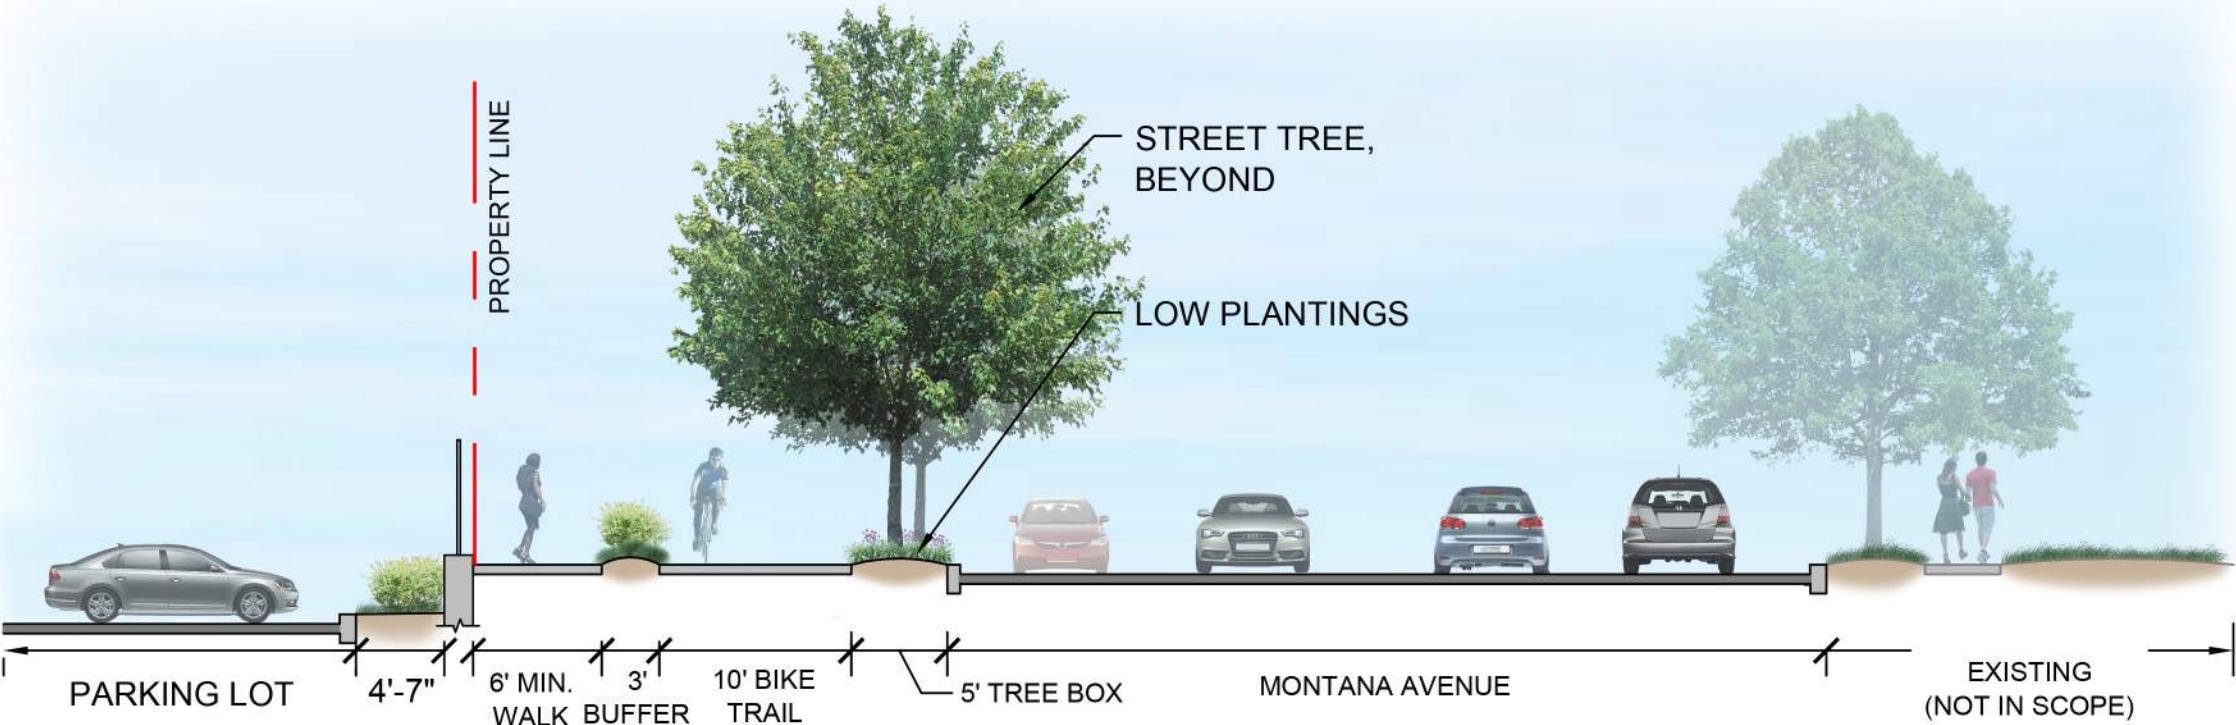 PROPERTY LINE
STREET TREE,
BEYOND
LOW PLANTINGS
PARKING LOT
4'-7"
6' MIN.
WALK
3'
BUFFER
10' BIKE
TRAIL
5' TREE BOX
MONTANA AVENUE
EXISTING
(NOT IN SCOPE)